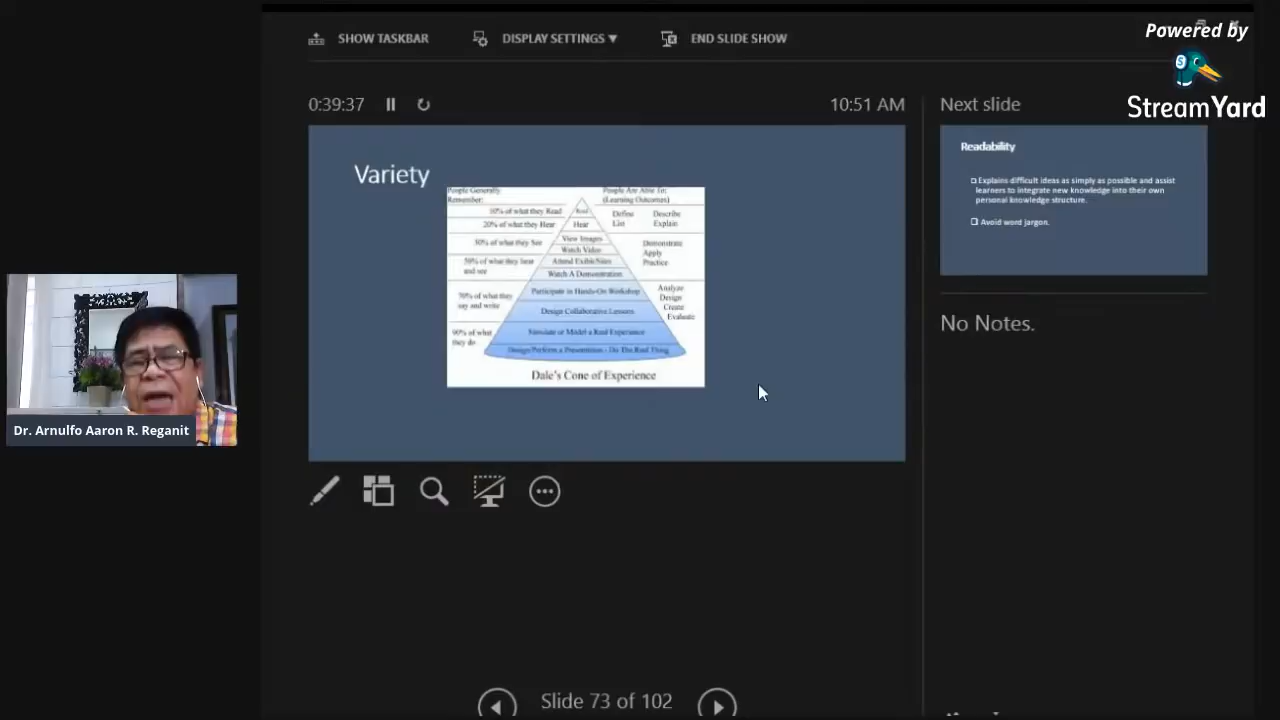 SHOW TASKBAR
DISPLAY SETTINGS ▼
END SLIDE SHOW
Powered by
StreamYard
0:39:37
10:51 AM
Next slide
Variety
People Generally
Remember:
People Are Able To:
(Learning Outcomes)
10% of what they Read
Read
Define
List
Describe
Explain
20% of what they Hear
Hear
30% of what they See
View Images
Watch Video
Demonstrate
Apply
Practice
50% of what they hear
and see
Attend Exhibit/Sites
Watch A Demonstration
70% of what they
say and write
Participate in Hands-On Workshop
Design Collaborative Lessons
Analyze
Design
Create
Evaluate
90% of what
they do
Simulate or Model a Real Experience
Design/Perform a Presentation - Do The Real Thing
Dale's Cone of Experience
Readability
Explains difficult ideas as simply as possible and assist
learners to integrate new knowledge into their own
personal knowledge structure.
Avoid word jargon.
No Notes.
Dr. Arnulfo Aaron R. Reganit
Slide 73 of 102